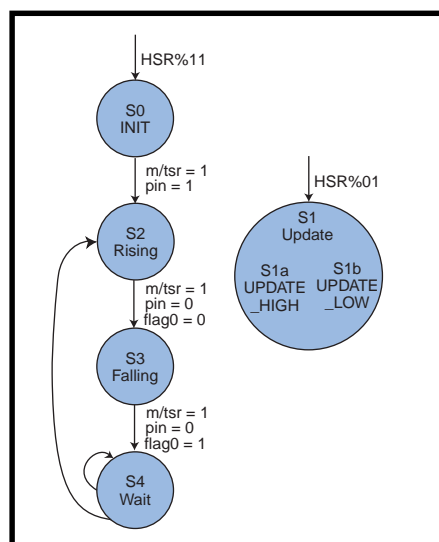 HSR%11
S0
INIT
m/tsr = 1
pin = 1
S2
Rising
m/tsr = 1
pin = 0
flag0 = 0
S3
Falling
m/tsr = 1
pin = 0
flag0 = 1
S4
Wait
HSR%01
S1
Update
S1a
UPDATE
_HIGH
S1b
UPDATE
_LOW